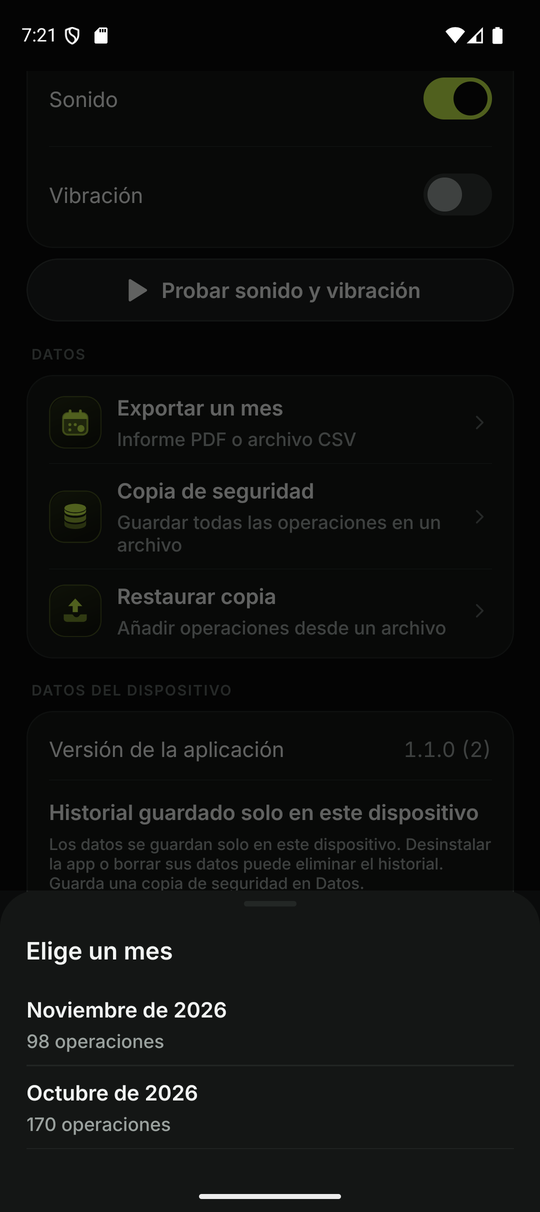 7:21
Sonido
Vibración
Probar sonido y vibración
DATOS
Exportar un mes
Informe PDF o archivo CSV
Copia de seguridad
Guardar todas las operaciones en un
archivo
Restaurar copia
Añadir operaciones desde un archivo
DATOS DEL DISPOSITIVO
Versión de la aplicación 1.1.0 (2)
Historial guardado solo en este dispositivo
Los datos se guardan solo en este dispositivo. Desinstalar
la app o borrar sus datos puede eliminar el historial.
Guarda una copia de seguridad en Datos.
Elige un mes
Noviembre de 2026
98 operaciones
Octubre de 2026
170 operaciones